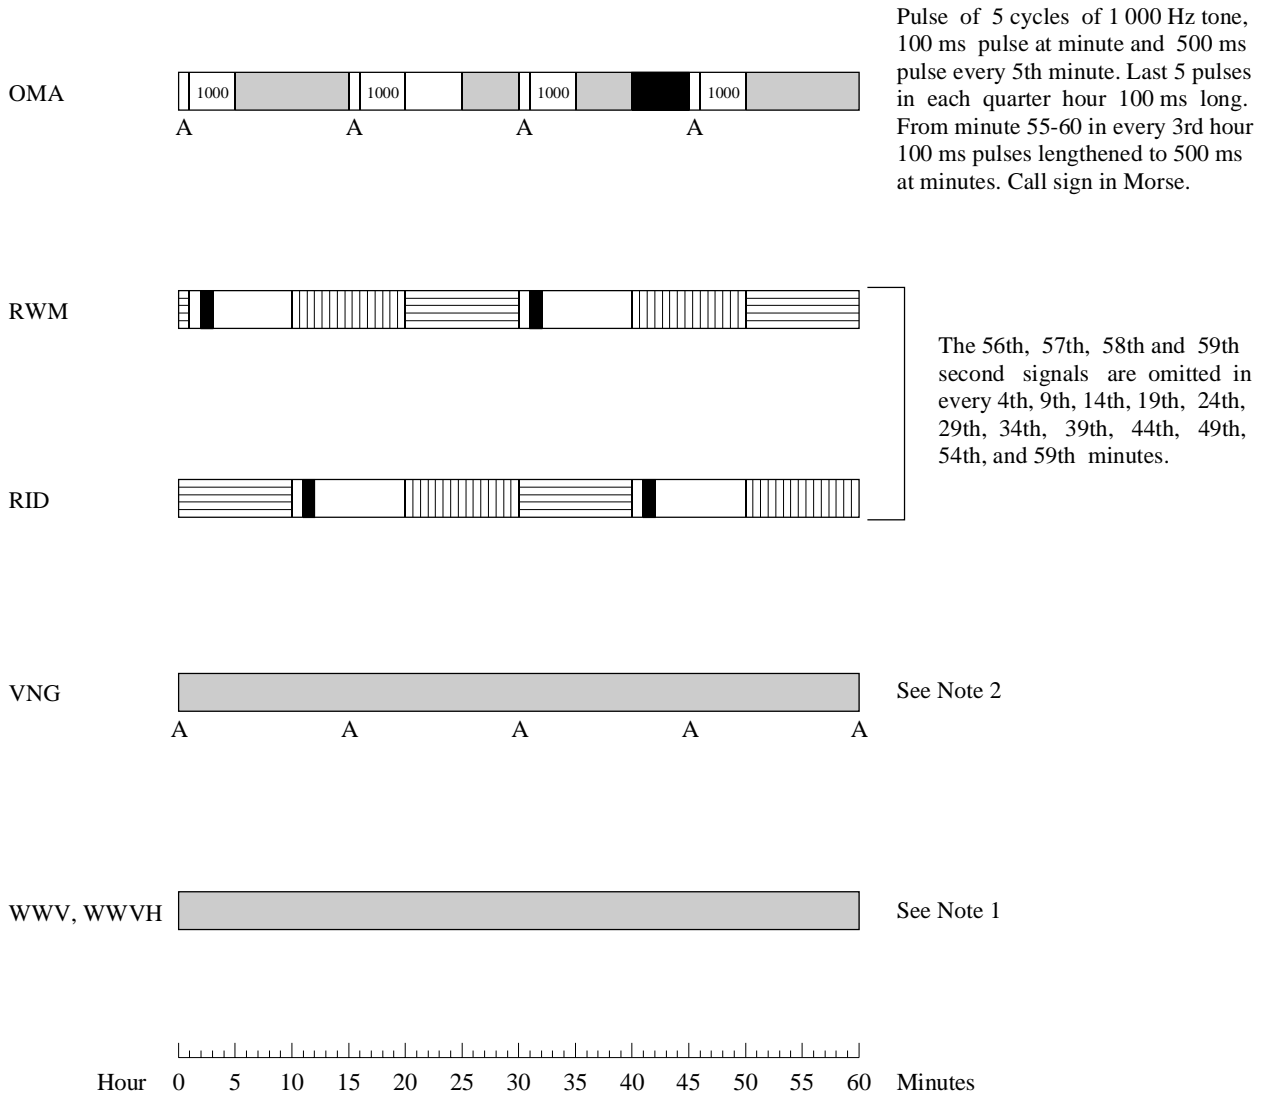 Pulse of 5 cycles of 1 000 Hz tone,
100 ms pulse at minute and 500 ms
pulse every 5th minute. Last 5 pulses
in each quarter hour 100 ms long.
From minute 55-60 in every 3rd hour
100 ms pulses lengthened to 500 ms
at minutes. Call sign in Morse.
OMA 1000 1000 1000 1000
A A A A
RWM
The 56th, 57th, 58th and 59th
second signals are omitted in
every 4th, 9th, 14th, 19th, 24th,
29th, 34th, 39th, 44th, 49th,
54th, and 59th minutes.
RID
VNG See Note 2
A A A A A
WWV, WWVH See Note 1
Hour 0 5 10 15 20 25 30 35 40 45 50 55 60 Minutes